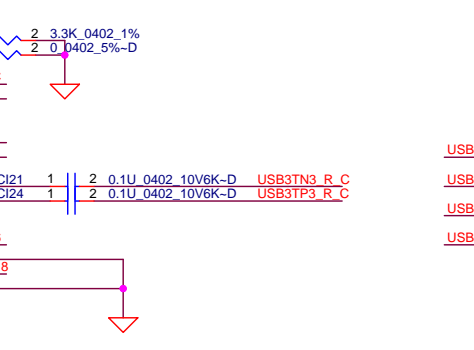 2 3.3K_0402_1%
2 0_0402_5%~D
USB
CI21 1 2 0.1U_0402_10V6K~D USB3TN3_R_C USB
CI24 1 2 0.1U_0402_10V6K~D USB3TP3_R_C
USB
USB
8